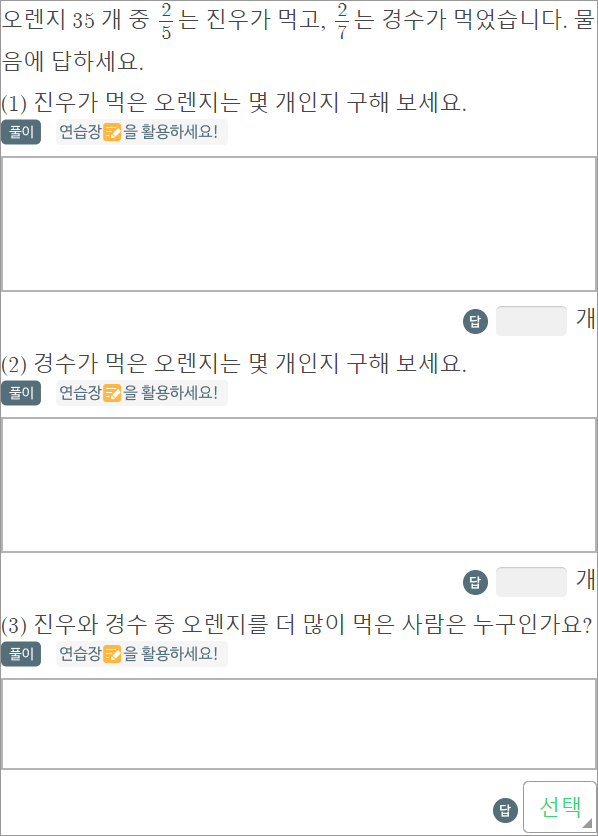 오렌지 35 개 중 2/5 는 진우가 먹고, 2/7 는 경수가 먹었습니다. 물
음에 답하세요.
(1) 진우가 먹은 오렌지는 몇 개인지 구해 보세요.
풀이 연습장을 활용하세요!
답 개
(2) 경수가 먹은 오렌지는 몇 개인지 구해 보세요.
풀이 연습장을 활용하세요!
답 개
(3) 진우와 경수 중 오렌지를 더 많이 먹은 사람은 누구인가요?
풀이 연습장을 활용하세요!
답 선택